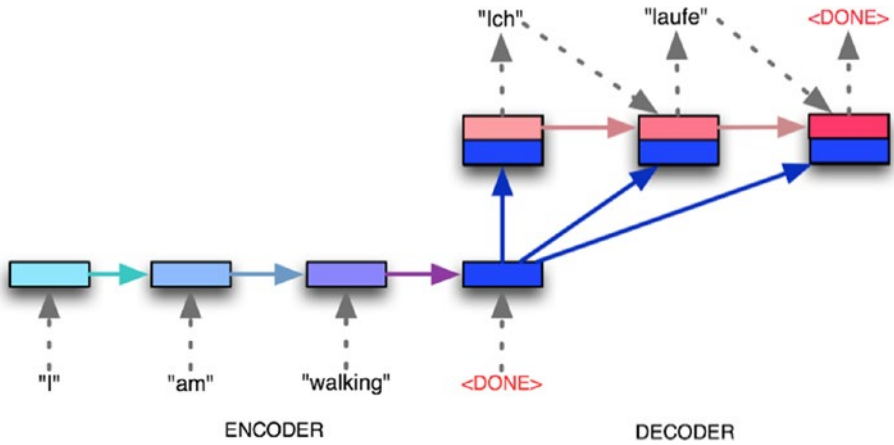 "Ich" "laufe" <DONE>
"I" "am" "walking" <DONE>
ENCODER DECODER